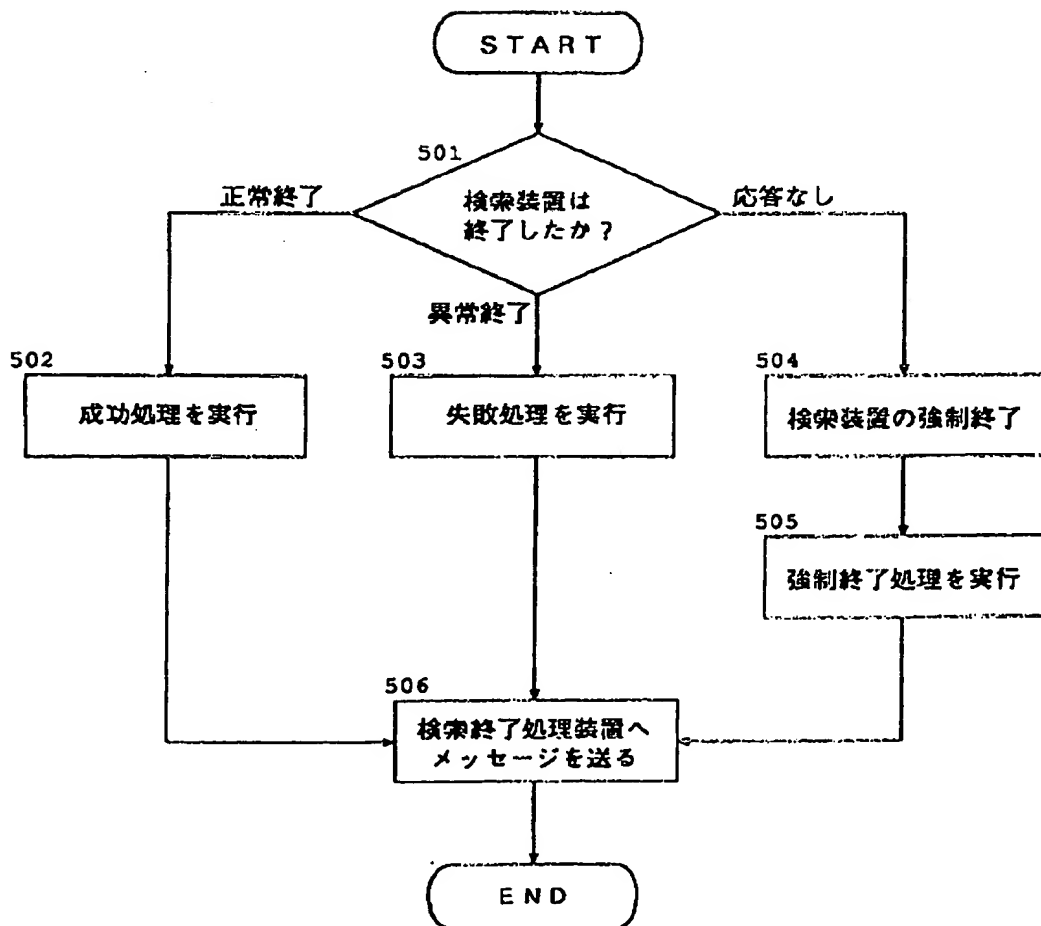 START
501
検索装置は
終了したか？
正常終了
応答なし
異常終了
502
成功処理を実行
503
失敗処理を実行
504
検索装置の強制終了
505
強制終了処理を実行
506
検索終了処理装置へ
メッセージを送る
END